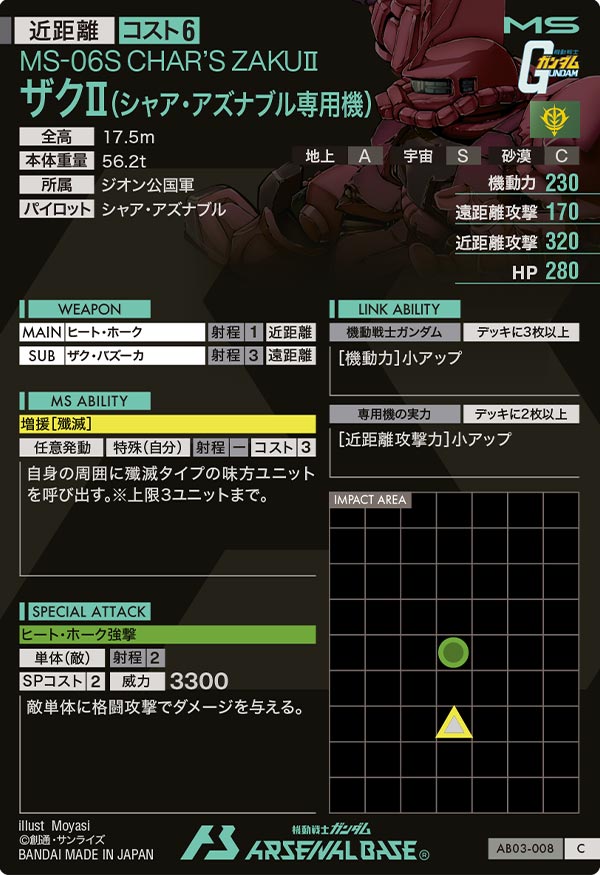 近距離 コスト6
MS
MS-06S CHAR'S ZAKUⅡ
機動戦士 ガンダム GUNDAM
ザクⅡ(シャア・アズナブル専用機)
全高 17.5m
本体重量 56.2t
地上 A 宇宙 S 砂漠 C
所属 ジオン公国軍
機動力 230
パイロット シャア・アズナブル
遠距離攻撃 170
近距離攻撃 320
HP 280
WEAPON
MAIN ヒート・ホーク 射程 1 近距離
SUB ザク・バズーカ 射程 3 遠距離
MS ABILITY
増援[殲滅]
任意発動 特殊(自分) 射程 ー コスト 3
自身の周囲に殲滅タイプの味方ユニット
を呼び出す。※上限3ユニットまで。
SPECIAL ATTACK
ヒート・ホーク強撃
単体(敵) 射程 2
SPコスト 2 威力 3300
敵単体に格闘攻撃でダメージを与える。
LINK ABILITY
機動戦士ガンダム デッキに3枚以上
[機動力]小アップ
専用機の実力 デッキに2枚以上
[近距離攻撃力]小アップ
IMPACT AREA
illust Moyasi
©創通・サンライズ
BANDAI MADE IN JAPAN
機動戦士ガンダム
ARSENAL BASE®
AB03-008 C